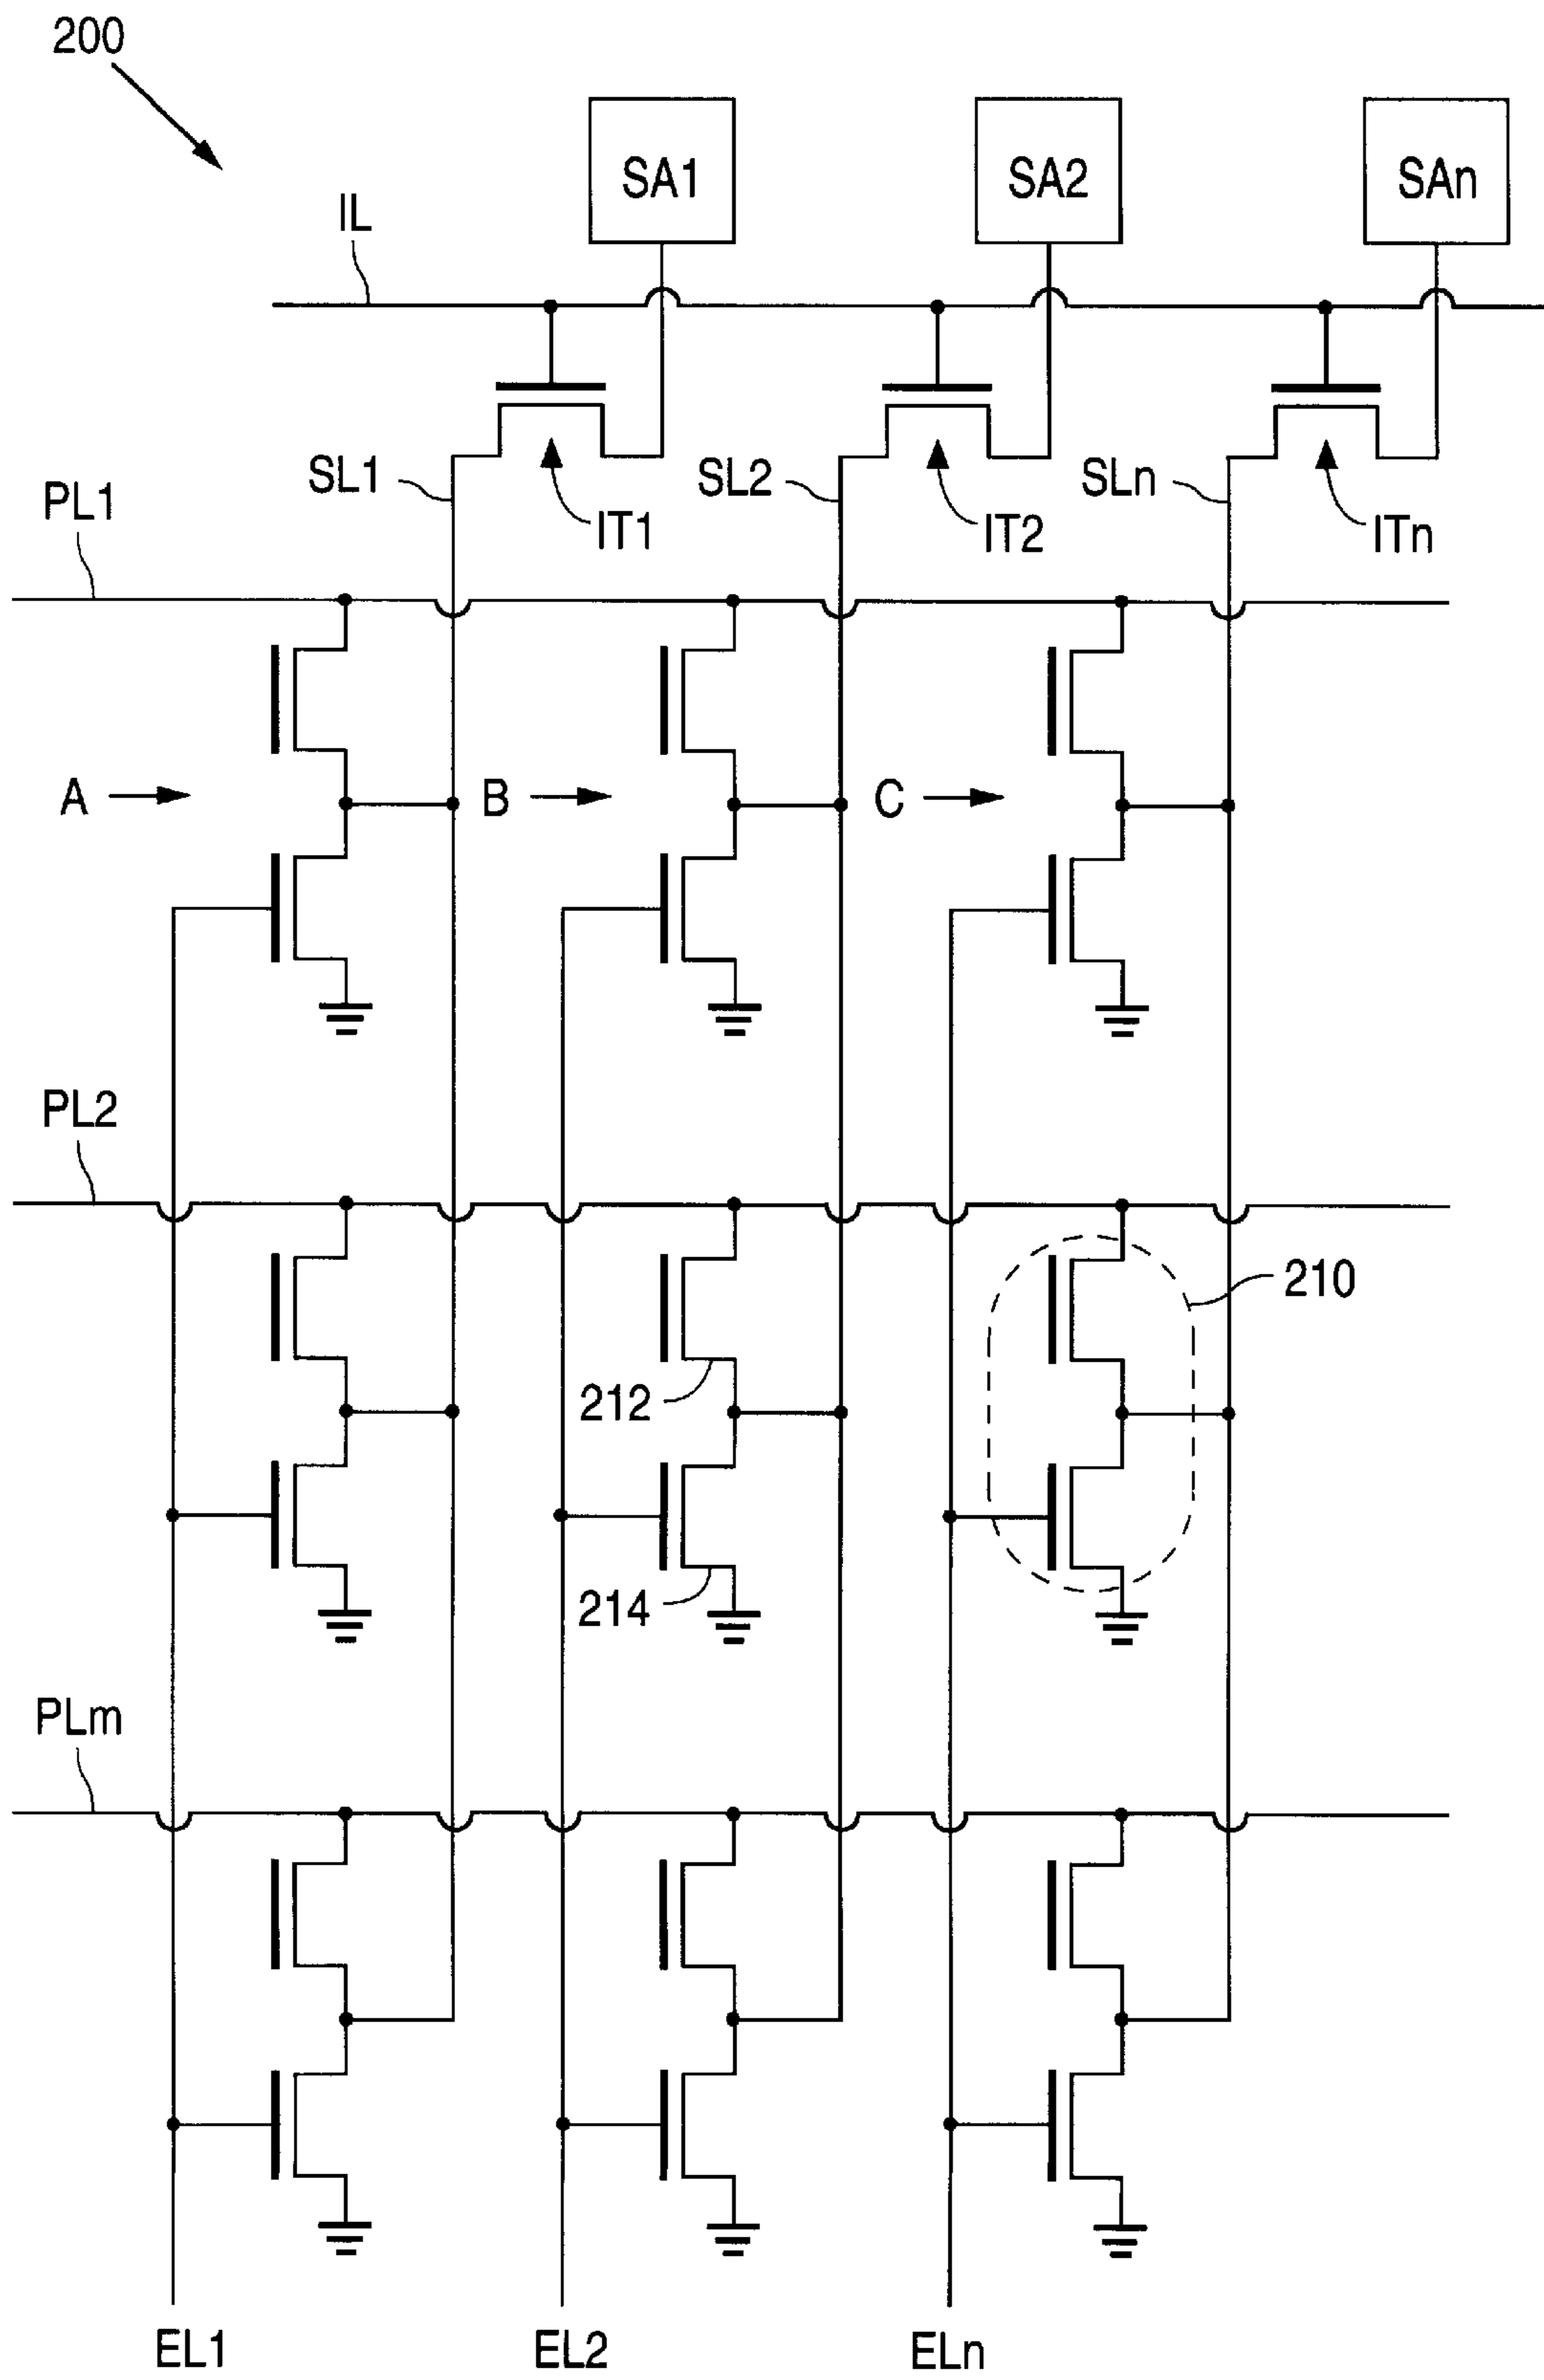 200
SA1 SA2 SAn
IL
SL1 SL2 SLn
PL1
IT1 IT2 ITn
A B C
PL2
210
212
214
PLm
EL1 EL2 ELn